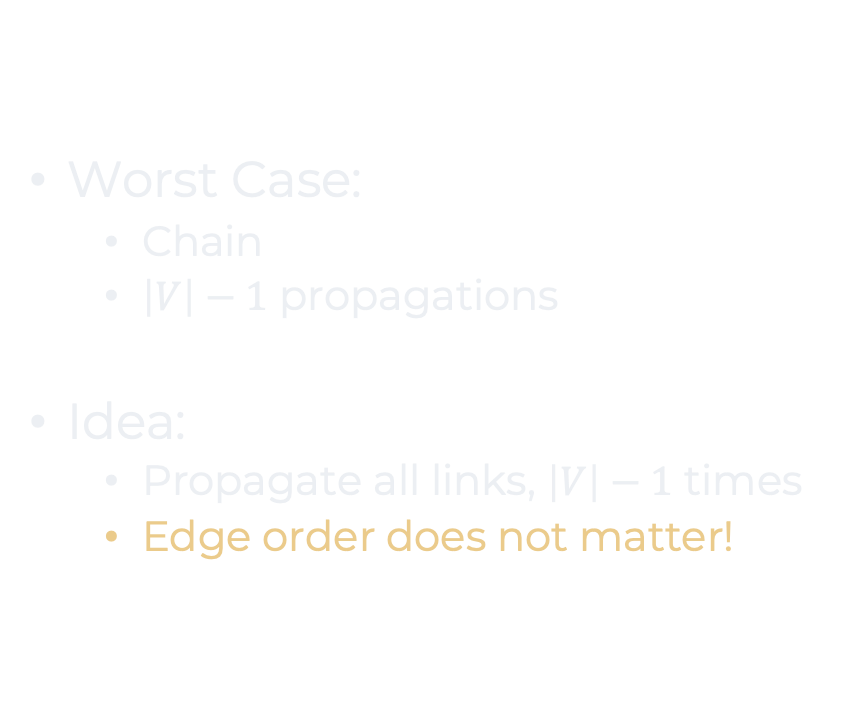 • Worst Case:
• Chain
• |V| − 1 propagations
• Idea:
• Propagate all links, |V| − 1 times
• Edge order does not matter!